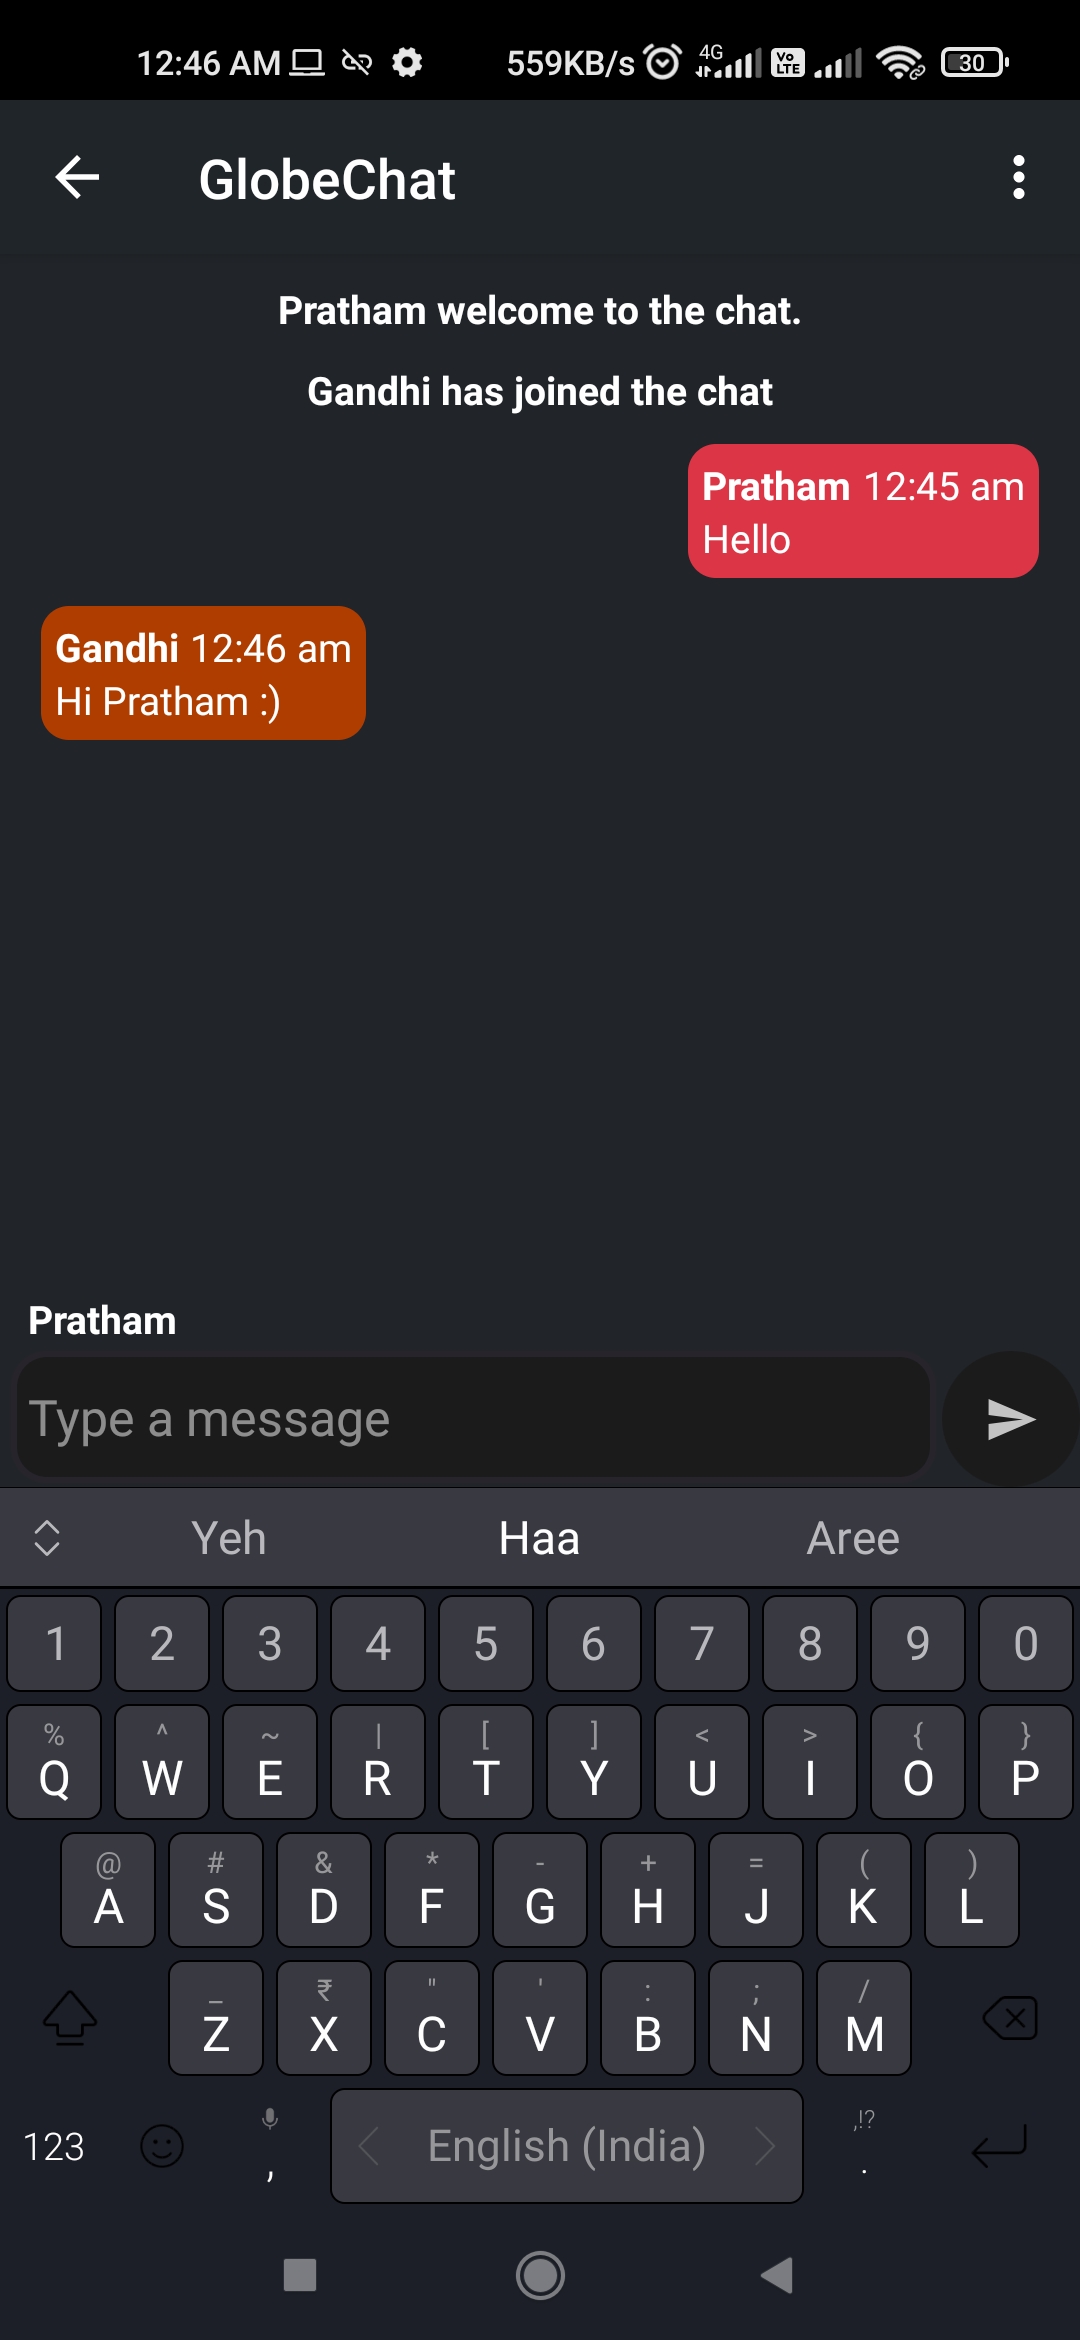 12:46 AM 559KB/s 4G Vo LTE 30
GlobeChat
Pratham welcome to the chat.
Gandhi has joined the chat
Pratham 12:45 am
Hello
Gandhi 12:46 am
Hi Pratham :)
Pratham
Type a message
Yeh Haa Aree
1 2 3 4 5 6 7 8 9 0
% ^ ~ | [ ] < > { }
Q W E R T Y U I O P
@ # & * - + = ( )
A S D F G H J K L
_ ₹ " ' : ; /
Z X C V B N M
123 , English (India) ,!? .